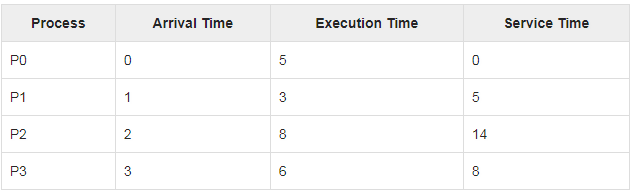 Process Arrival Time Execution Time Service Time
P0 0 5 0
P1 1 3 5
P2 2 8 14
P3 3 6 8